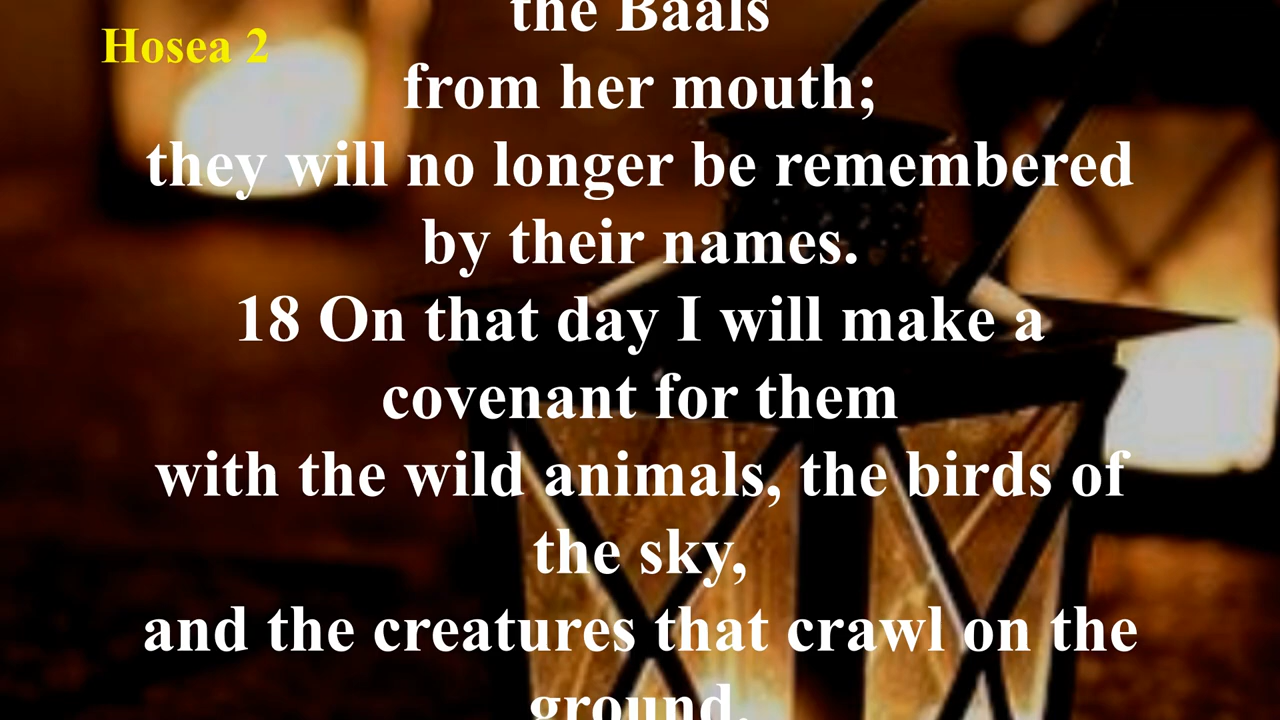 Hosea 2
the Baals
from her mouth;
they will no longer be remembered
by their names.
18 On that day I will make a
covenant for them
with the wild animals, the birds of
the sky,
and the creatures that crawl on the
ground.